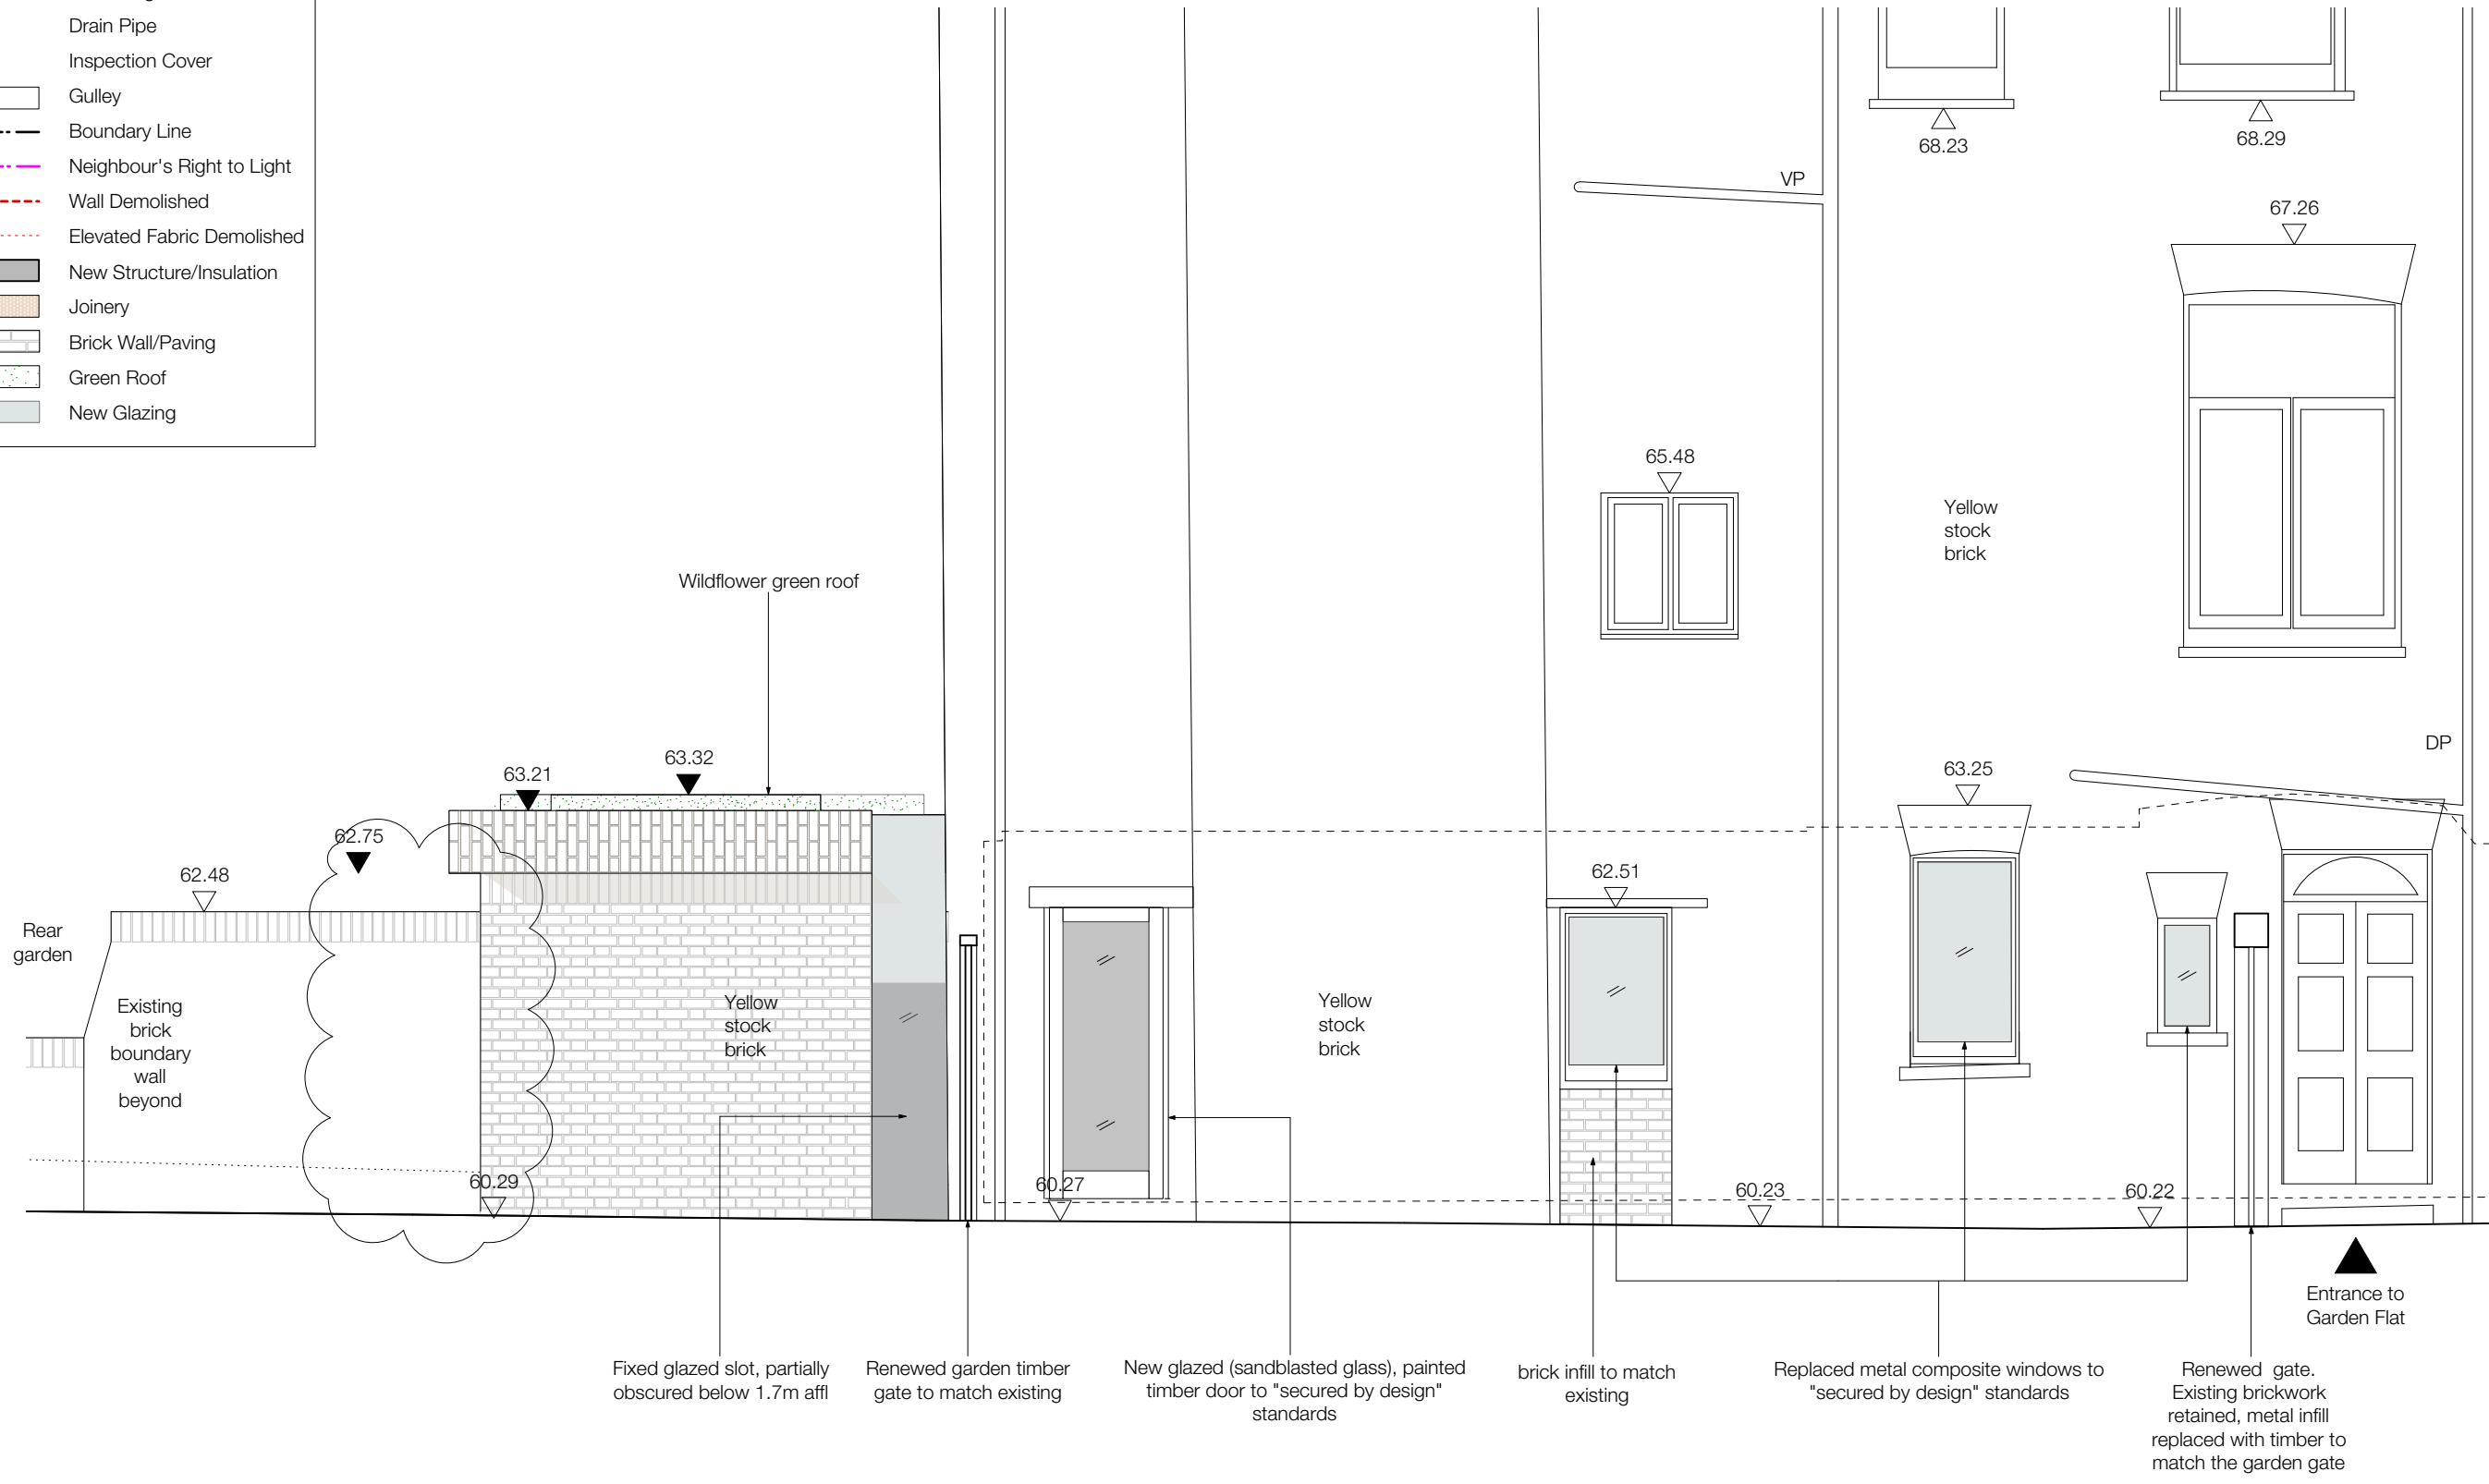 Drain Pipe
Inspection Cover
Gulley
Boundary Line
Neighbour's Right to Light
Wall Demolished
Elevated Fabric Demolished
New Structure/Insulation
Joinery
Brick Wall/Paving
Green Roof
New Glazing
68.23
68.29
VP
67.26
65.48
Yellow
stock
brick
Wildflower green roof
DP
63.21
63.32
63.25
62.75
62.48
62.51
Rear
garden
Existing
brick
boundary
wall
beyond
Yellow
stock
brick
Yellow
stock
brick
60.29
60.27
60.23
60.22
Entrance to
Garden Flat
Fixed glazed slot, partially
obscured below 1.7m affl
Renewed garden timber
gate to match existing
New glazed (sandblasted glass), painted
timber door to "secured by design"
standards
brick infill to match
existing
Replaced metal composite windows to
"secured by design" standards
Renewed gate.
Existing brickwork
retained, metal infill
replaced with timber to
match the garden gate